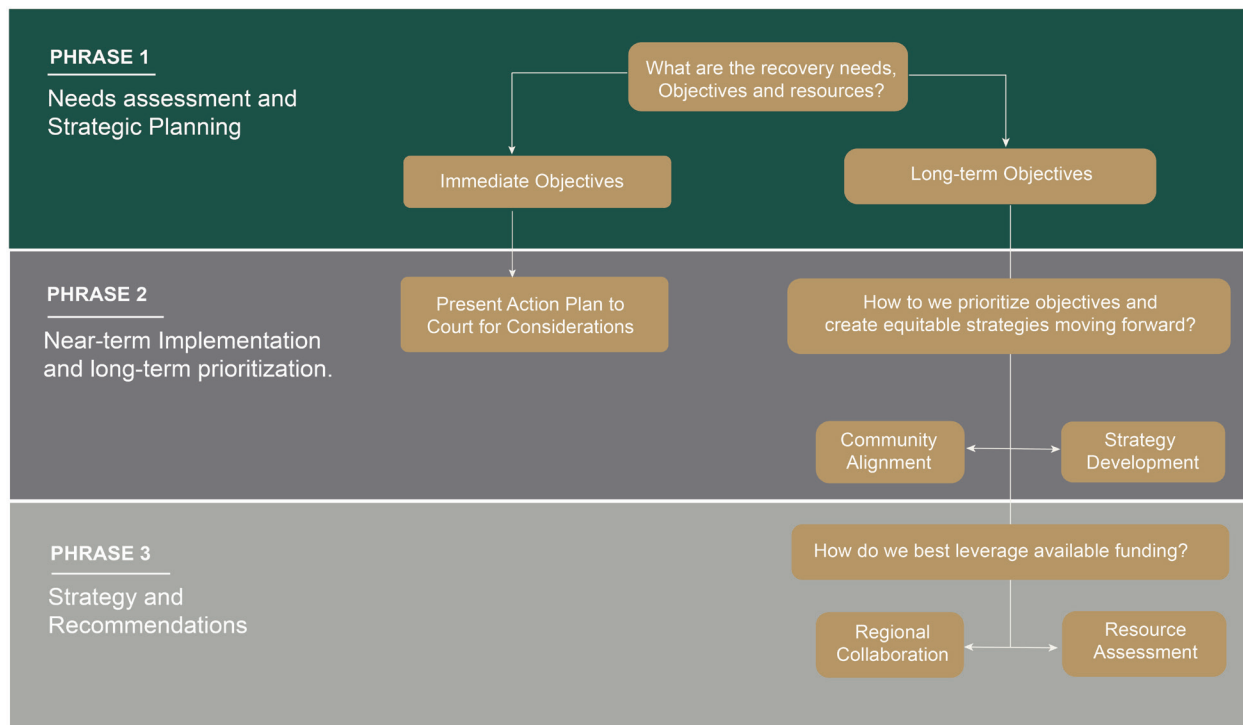 PHRASE 1
Needs assessment and
Strategic Planning
What are the recovery needs,
Objectives and resources?
Immediate Objectives
Long-term Objectives
PHRASE 2
Near-term Implementation
and long-term prioritization.
Present Action Plan to
Court for Considerations
How to we prioritize objectives and
create equitable strategies moving forward?
Community
Alignment
Strategy
Development
PHRASE 3
Strategy and
Recommendations
How do we best leverage available funding?
Regional
Collaboration
Resource
Assessment